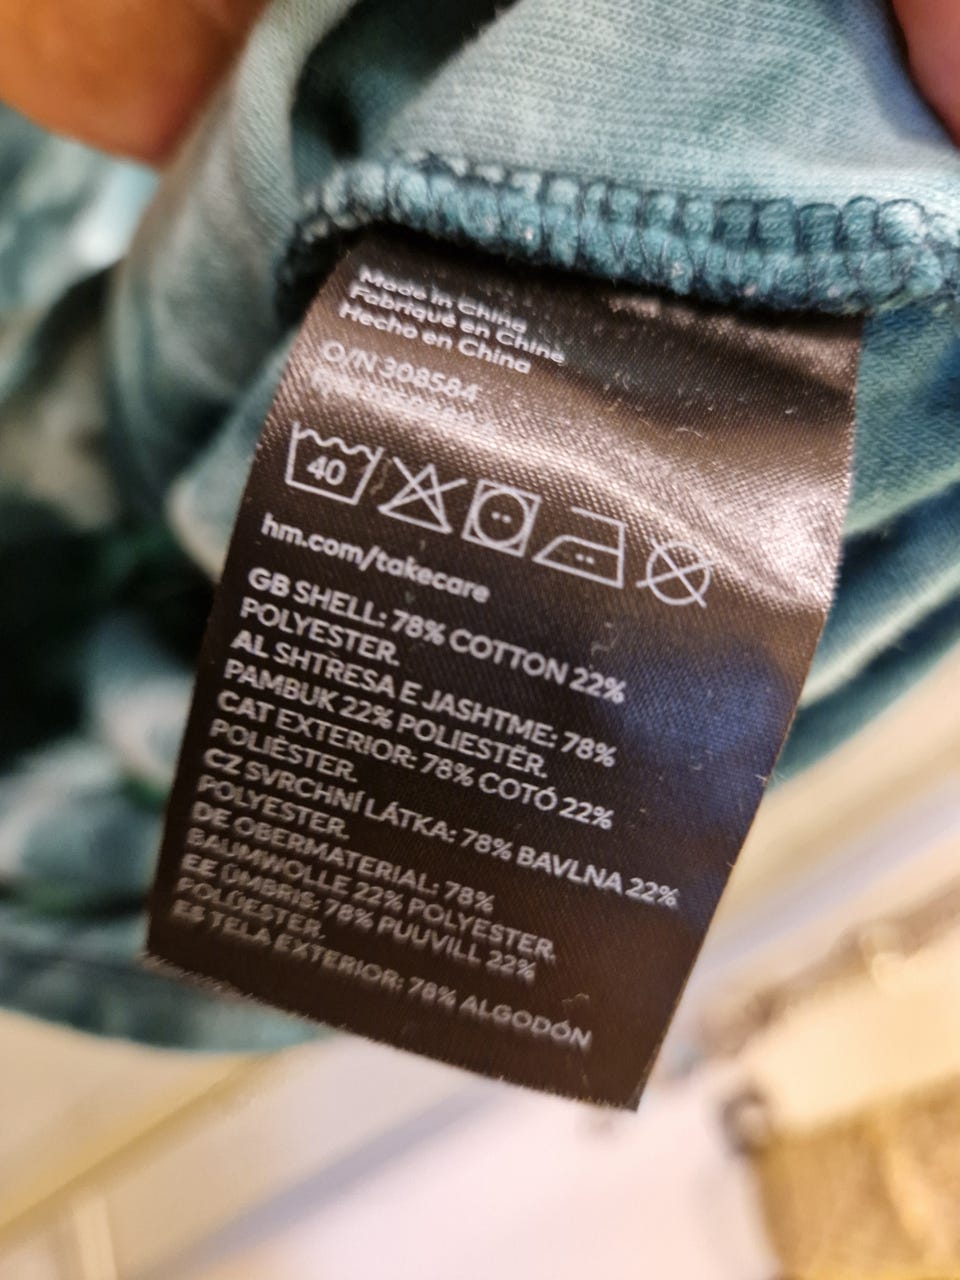 Made in China
Fabriqué en Chine
Hecho en China
O/N 308584
40
hm.com/takecare
GB SHELL: 78% COTTON 22%
POLYESTER.
AL SHTRESA E JASHTME: 78%
PAMBUK 22% POLIESTËR.
CAT EXTERIOR: 78% COTÓ 22%
POLIÈSTER.
CZ SVRCHNÍ LÁTKA: 78% BAVLNA 22%
POLYESTER.
DE OBERMATERIAL: 78%
BAUMWOLLE 22% POLYESTER.
EE ÜMBRIS: 78% PUUVILL 22%
POLÜESTER.
ES TELA EXTERIOR: 78% ALGODÓN